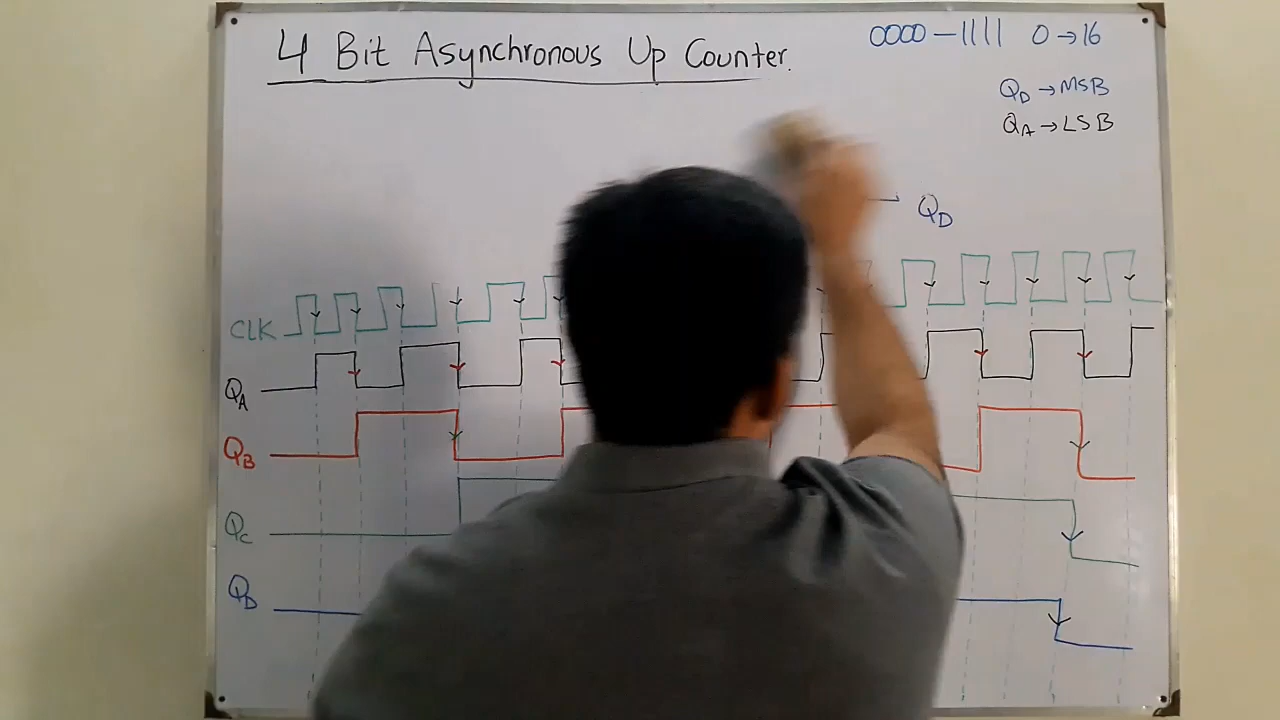 4 Bit Asynchronous Up Counter.
0000 – 1111 0 → 16
QD → MSB
QA → LSB
QD
CLK
QA
QB
QC
QD